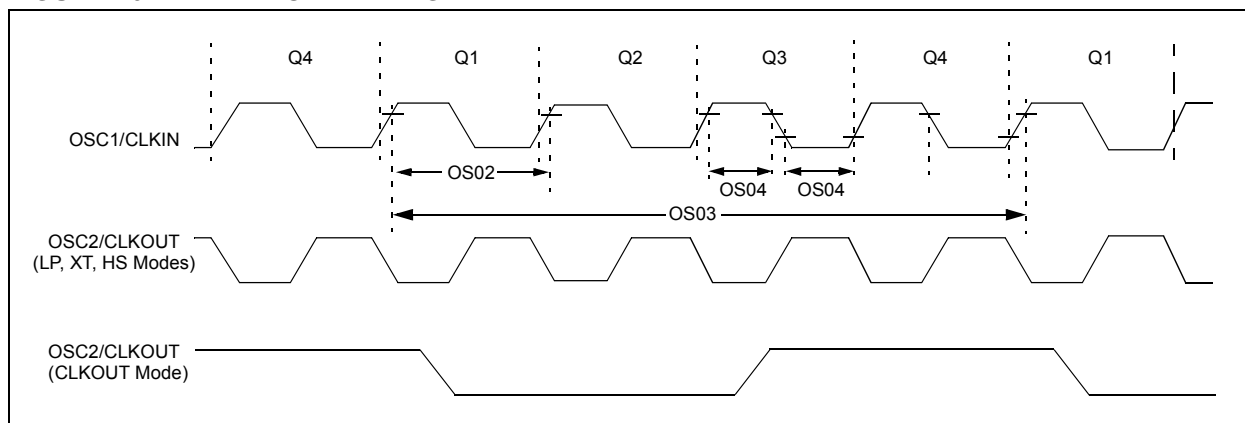 Q4 Q1 Q2 Q3 Q4 Q1
OSC1/CLKIN
OS02
OS04 OS04
OS03
OSC2/CLKOUT
(LP, XT, HS Modes)
OSC2/CLKOUT
(CLKOUT Mode)